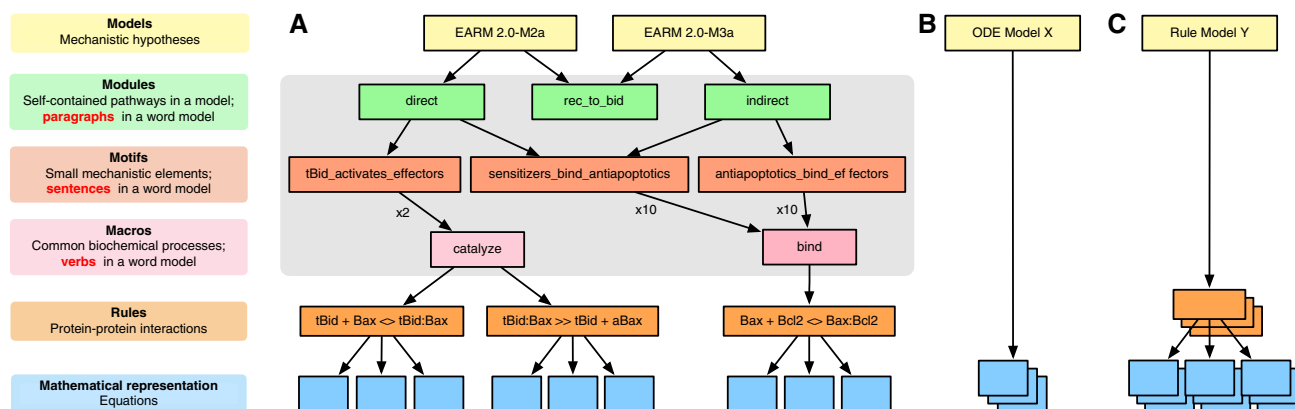 Models
Mechanistic hypotheses
Modules
Self-contained pathways in a model;
paragraphs in a word model
Motifs
Small mechanistic elements;
sentences in a word model
Macros
Common biochemical processes;
verbs in a word model
Rules
Protein-protein interactions
Mathematical representation
Equations
A
EARM 2.0-M2a
EARM 2.0-M3a
direct
rec_to_bid
indirect
tBid_activates_effectors
sensitizers_bind_antiapoptotics
antiapoptotics_bind_ef fectors
x2
x10
x10
catalyze
bind
tBid + Bax <> tBid:Bax
tBid:Bax >> tBid + aBax
Bax + Bcl2 <> Bax:Bcl2
B
ODE Model X
C
Rule Model Y